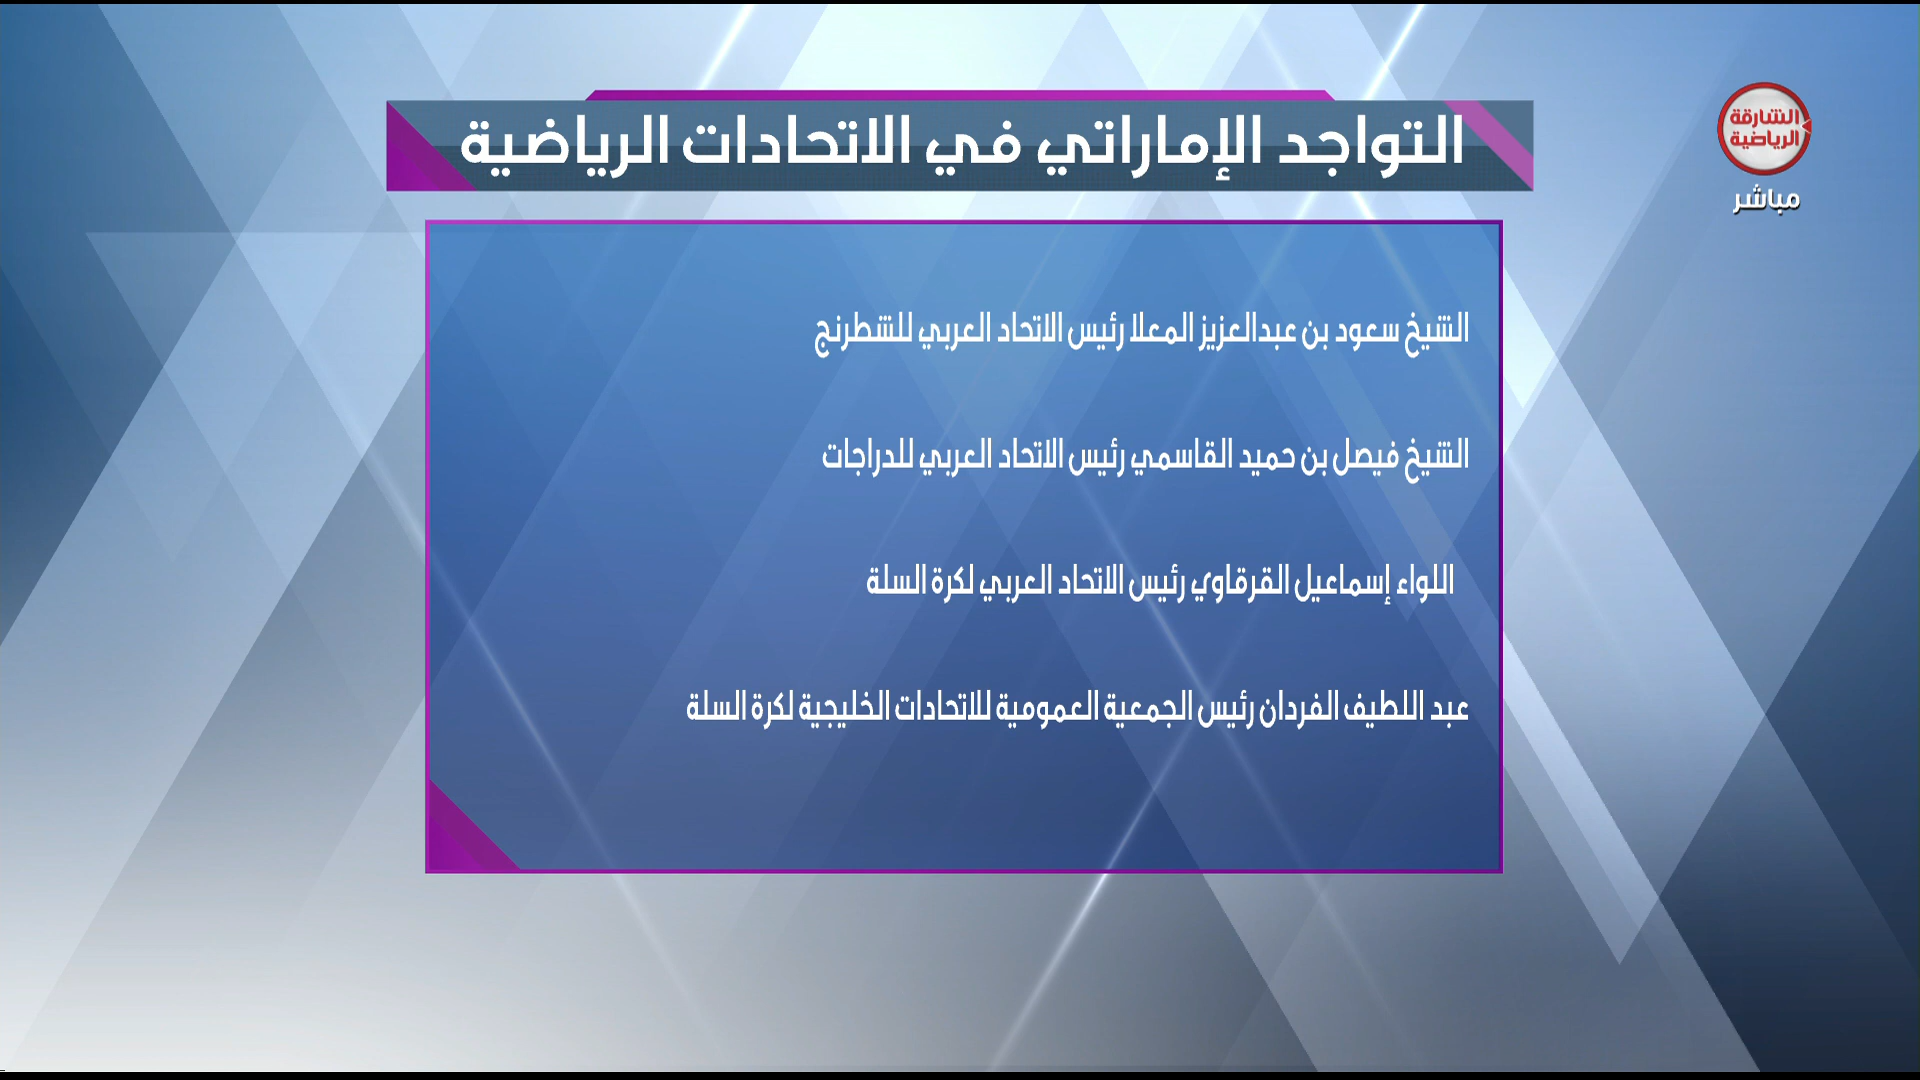 التواجد الإماراتي في الاتحادات الرياضية
الشارقة
الرياضية
مباشر
الشيخ سعود بن عبدالعزيز المعلا رئيس الاتحاد العربي للشطرنج
الشيخ فيصل بن حميد القاسمي رئيس الاتحاد العربي للدراجات
اللواء إسماعيل القرقاوي رئيس الاتحاد العربي لكرة السلة
عبد اللطيف الفردان رئيس الجمعية العمومية للاتحادات الخليجية لكرة السلة